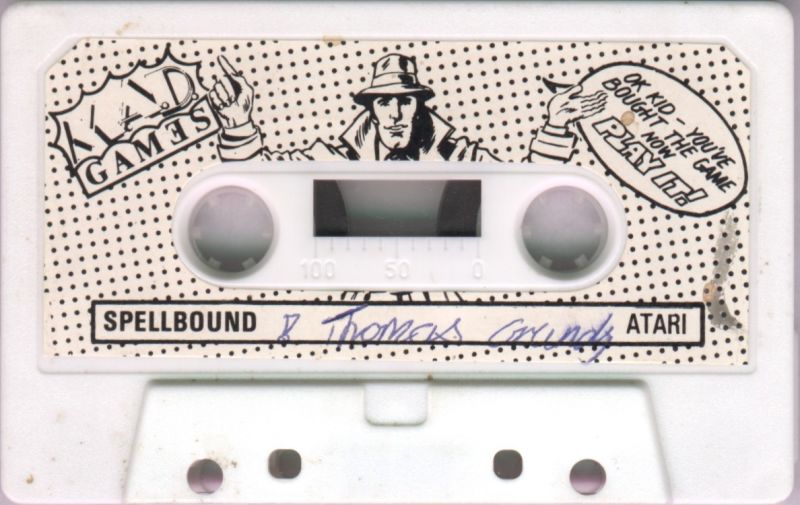 K.A.D.
GAMES
OK KID – YOU'VE
BOUGHT THE GAME
NOW
PLAY IT!
100 50 0
SPELLBOUND
Thomas
ATARI